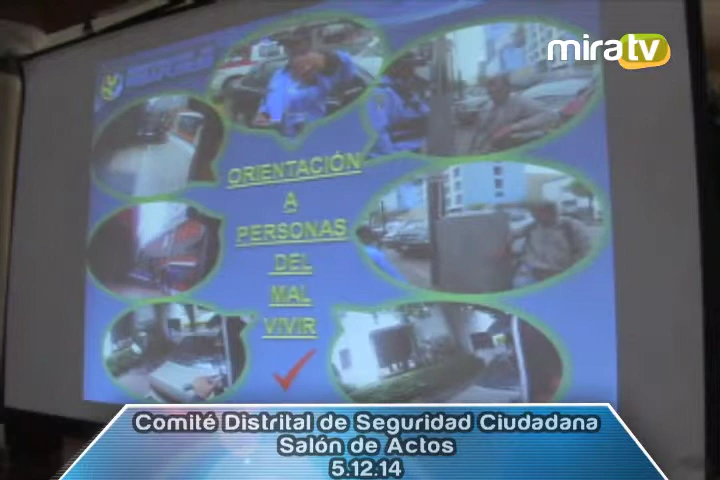 miratv
ORIENTACIÓN
A
PERSONAS
DEL
MAL
VIVIR
Comité Distrital de Seguridad Ciudadana
Salón de Actos
5.12.14